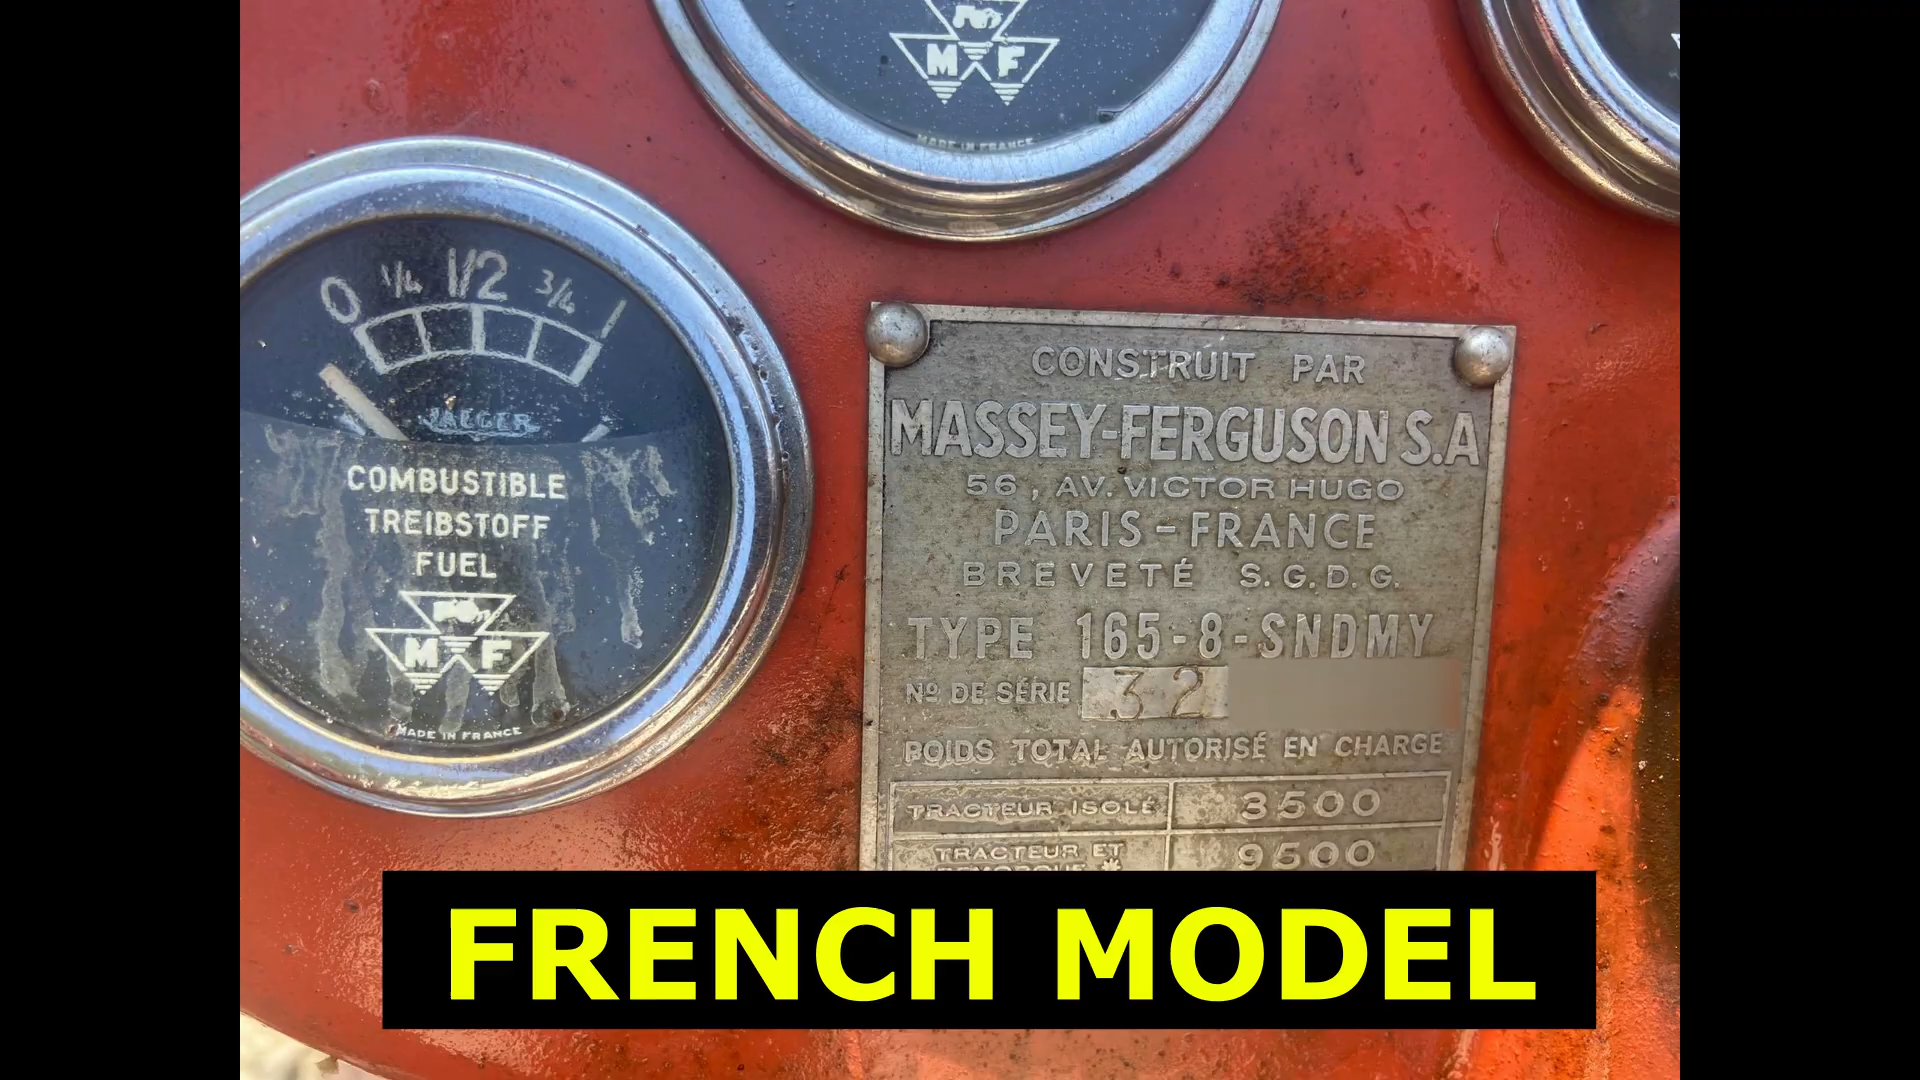 M F
MADE IN FRANCE
0 1/4 1/2 3/4 1
JAEGER
COMBUSTIBLE
TREIBSTOFF
FUEL
M F
MADE IN FRANCE
CONSTRUIT PAR
MASSEY-FERGUSON S.A
56, AV. VICTOR HUGO
PARIS-FRANCE
BREVETÉ S.G.D.G.
TYPE 165-8-SNDMY
Nº DE SÉRIE 32
POIDS TOTAL AUTORISÉ EN CHARGE
TRACTEUR ISOLÉ 3500
TRACTEUR ET 9500
REMORQUE *
FRENCH MODEL